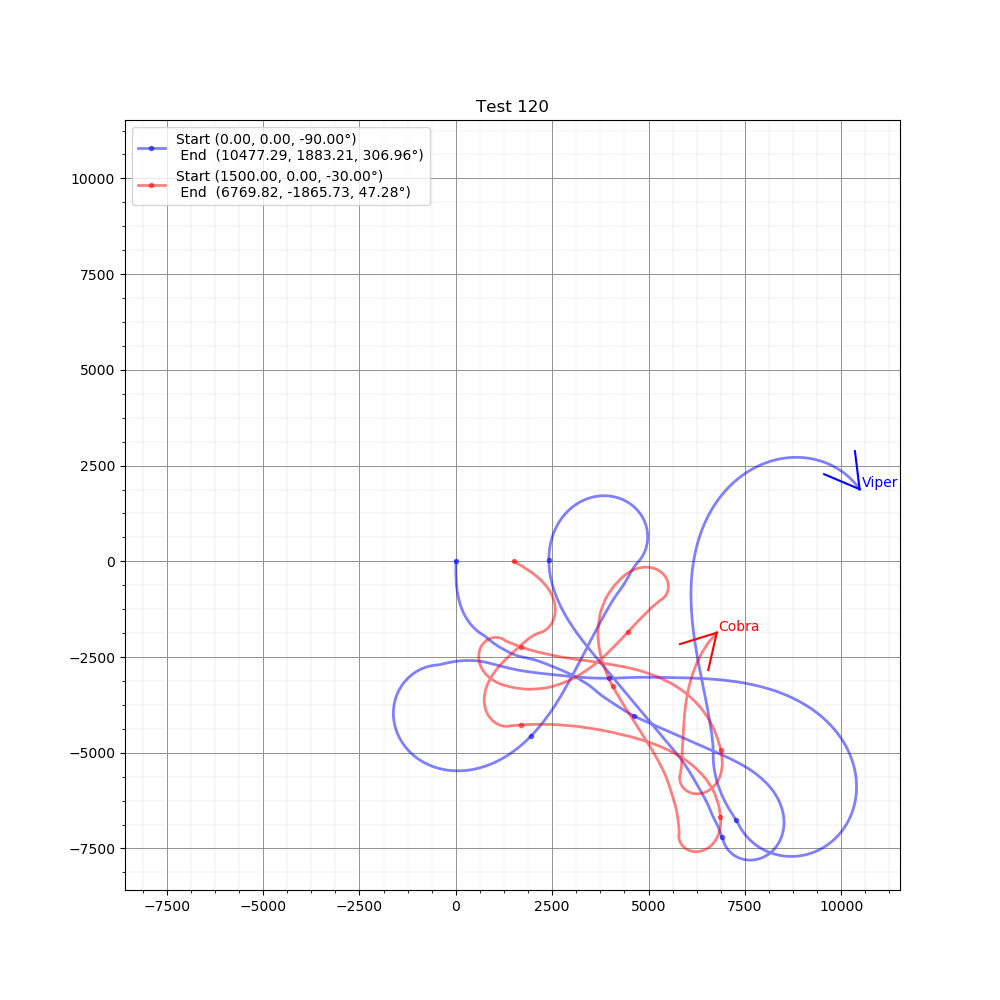 Test 120
Start (0.00, 0.00, -90.00°)
End  (10477.29, 1883.21, 306.96°)
Start (1500.00, 0.00, -30.00°)
End  (6769.82, -1865.73, 47.28°)
10000
7500
5000
2500
0
−2500
−5000
−7500
Viper
Cobra
−7500 −5000 −2500 0 2500 5000 7500 10000